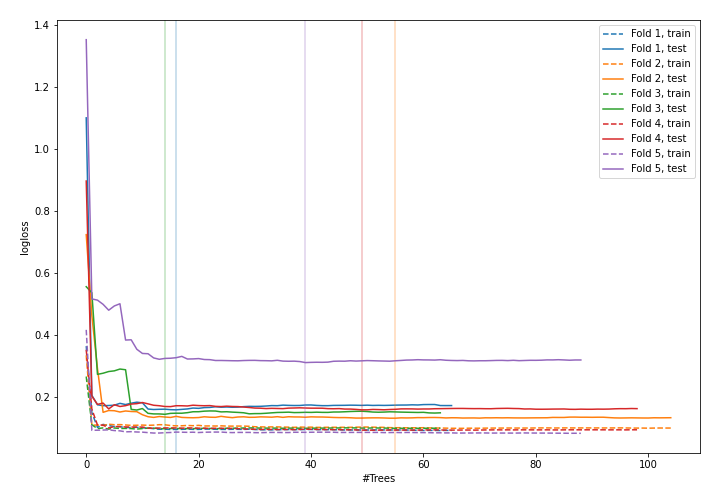 1.4
1.2
1.0
0.8
0.6
0.4
0.2
logloss
0
20
40
60
80
100
#Trees
Fold 1, train
Fold 1, test
Fold 2, train
Fold 2, test
Fold 3, train
Fold 3, test
Fold 4, train
Fold 4, test
Fold 5, train
Fold 5, test